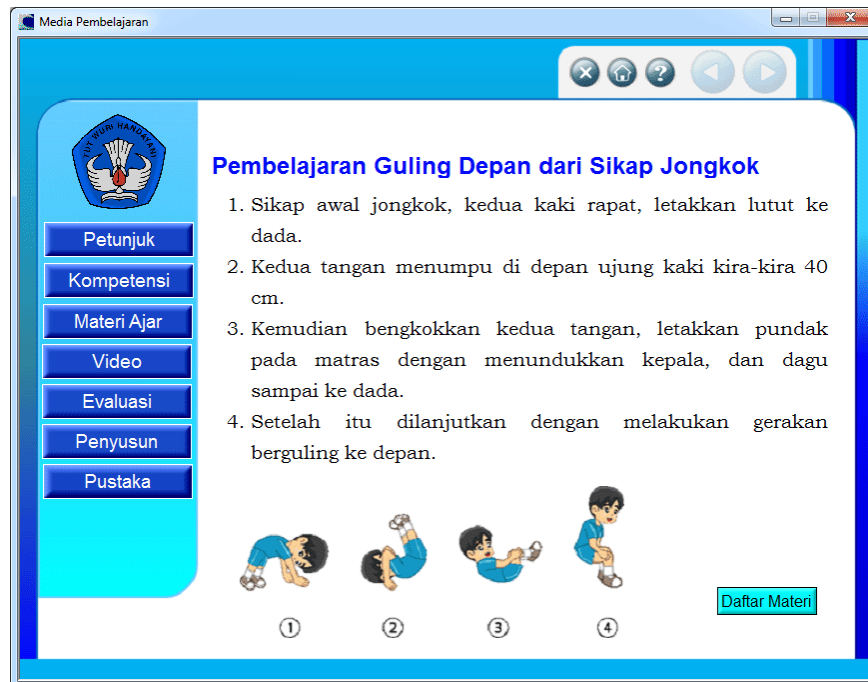 Media Pembelajaran
TUT WURI HANDAYANI
Petunjuk
Kompetensi
Materi Ajar
Video
Evaluasi
Penyusun
Pustaka
Pembelajaran Guling Depan dari Sikap Jongkok
1. Sikap awal jongkok, kedua kaki rapat, letakkan lutut ke
dada.
2. Kedua tangan menumpu di depan ujung kaki kira-kira 40
cm.
3. Kemudian bengkokkan kedua tangan, letakkan pundak
pada matras dengan menundukkan kepala, dan dagu
sampai ke dada.
4. Setelah itu dilanjutkan dengan melakukan gerakan
berguling ke depan.
1 2 3 4
Daftar Materi